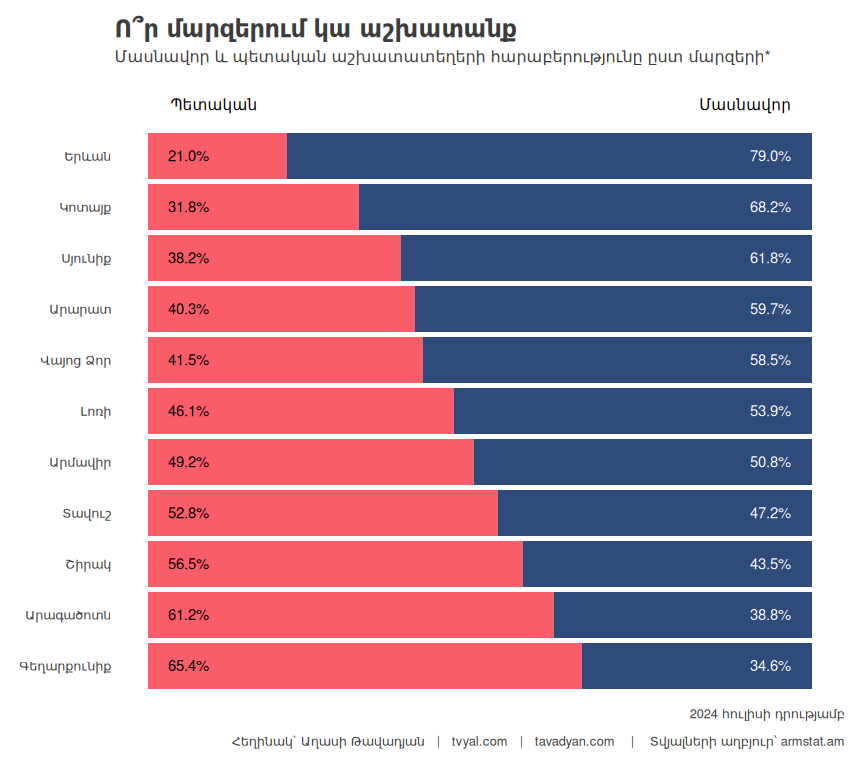 Ո՞ր մարզերում կա աշխատանք
Մասնավոր և պետական աշխատատեղերի հարաբերությունը ըստ մարզերի*
Պետական Մասնավոր
Երևան 21.0% 79.0%
Կոտայք 31.8% 68.2%
Սյունիք 38.2% 61.8%
Արարատ 40.3% 59.7%
Վայոց Ձոր 41.5% 58.5%
Լոռի 46.1% 53.9%
Արմավիր 49.2% 50.8%
Տավուշ 52.8% 47.2%
Շիրակ 56.5% 43.5%
Արագածոտն 61.2% 38.8%
Գեղարքունիք 65.4% 34.6%
2024 հուլիսի դրությամբ
Հեղինակ՝ Աղասի Թավադյան | tvyal.com | tavadyan.com | Տվյալների աղբյուր՝ armstat.am